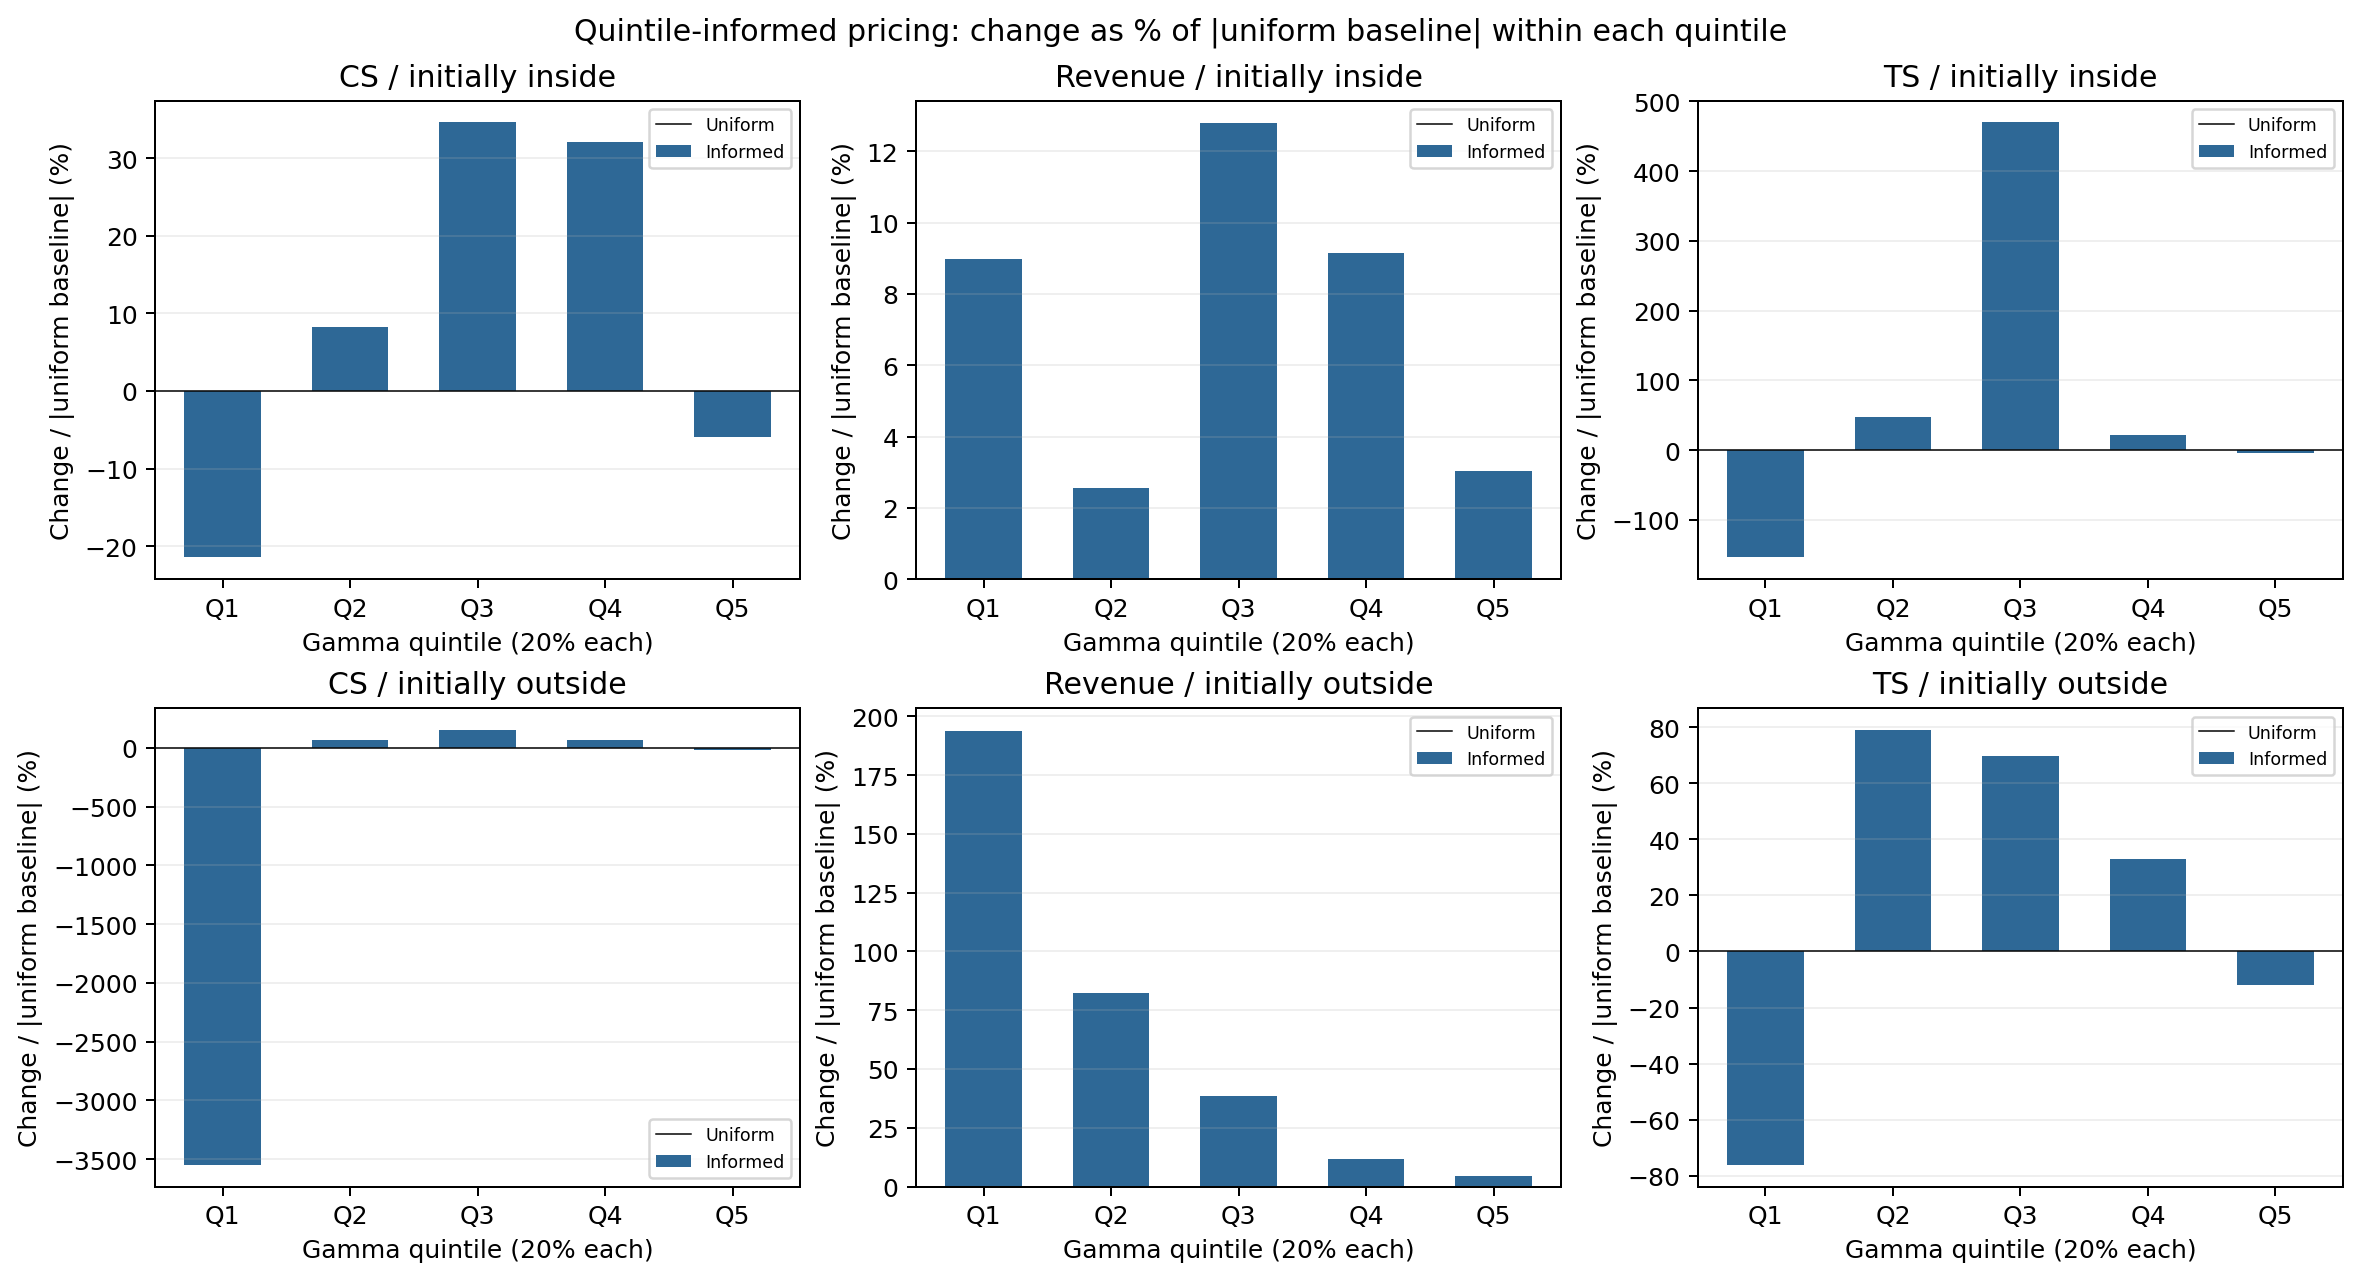 Quintile-informed pricing: change as % of |uniform baseline| within each quintile
CS / initially inside
Change / |uniform baseline| (%)
30
20
10
0
−10
−20
Uniform
Informed
Q1 Q2 Q3 Q4 Q5
Gamma quintile (20% each)
Revenue / initially inside
Change / |uniform baseline| (%)
12
10
8
6
4
2
0
Uniform
Informed
Q1 Q2 Q3 Q4 Q5
Gamma quintile (20% each)
TS / initially inside
Change / |uniform baseline| (%)
500
400
300
200
100
0
−100
Uniform
Informed
Q1 Q2 Q3 Q4 Q5
Gamma quintile (20% each)
CS / initially outside
Change / |uniform baseline| (%)
0
−500
−1000
−1500
−2000
−2500
−3000
−3500
Uniform
Informed
Q1 Q2 Q3 Q4 Q5
Gamma quintile (20% each)
Revenue / initially outside
Change / |uniform baseline| (%)
200
175
150
125
100
75
50
25
0
Uniform
Informed
Q1 Q2 Q3 Q4 Q5
Gamma quintile (20% each)
TS / initially outside
Change / |uniform baseline| (%)
80
60
40
20
0
−20
−40
−60
−80
Uniform
Informed
Q1 Q2 Q3 Q4 Q5
Gamma quintile (20% each)